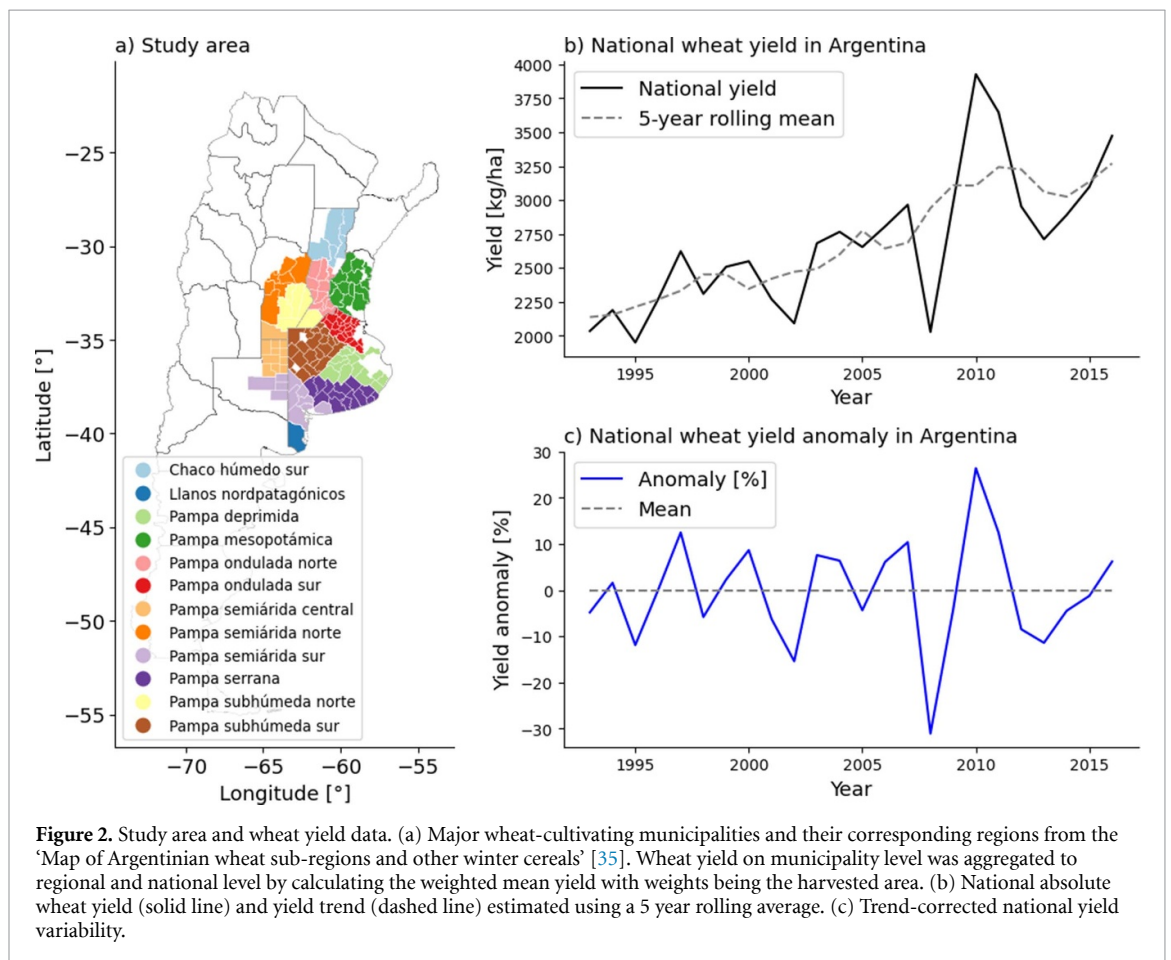 a) Study area
−25
−30
−35
−40
−45
−50
−55
Latitude [°]
Chaco húmedo sur
Llanos nordpatagónicos
Pampa deprimida
Pampa mesopotámica
Pampa ondulada norte
Pampa ondulada sur
Pampa semiárida central
Pampa semiárida norte
Pampa semiárida sur
Pampa serrana
Pampa subhúmeda norte
Pampa subhúmeda sur
−70
−65
−60
−55
Longitude [°]
b) National wheat yield in Argentina
National yield
5-year rolling mean
4000
3750
3500
3250
3000
2750
2500
2250
2000
Yield [kg/ha]
1995
2000
2005
2010
2015
Year
c) National wheat yield anomaly in Argentina
Anomaly [%]
Mean
30
20
10
0
−10
−20
−30
Yield anomaly [%]
1995
2000
2005
2010
2015
Year
Figure 2. Study area and wheat yield data. (a) Major wheat-cultivating municipalities and their corresponding regions from the
‘Map of Argentinian wheat sub-regions and other winter cereals’ [35]. Wheat yield on municipality level was aggregated to
regional and national level by calculating the weighted mean yield with weights being the harvested area. (b) National absolute
wheat yield (solid line) and yield trend (dashed line) estimated using a 5 year rolling average. (c) Trend-corrected national yield
variability.